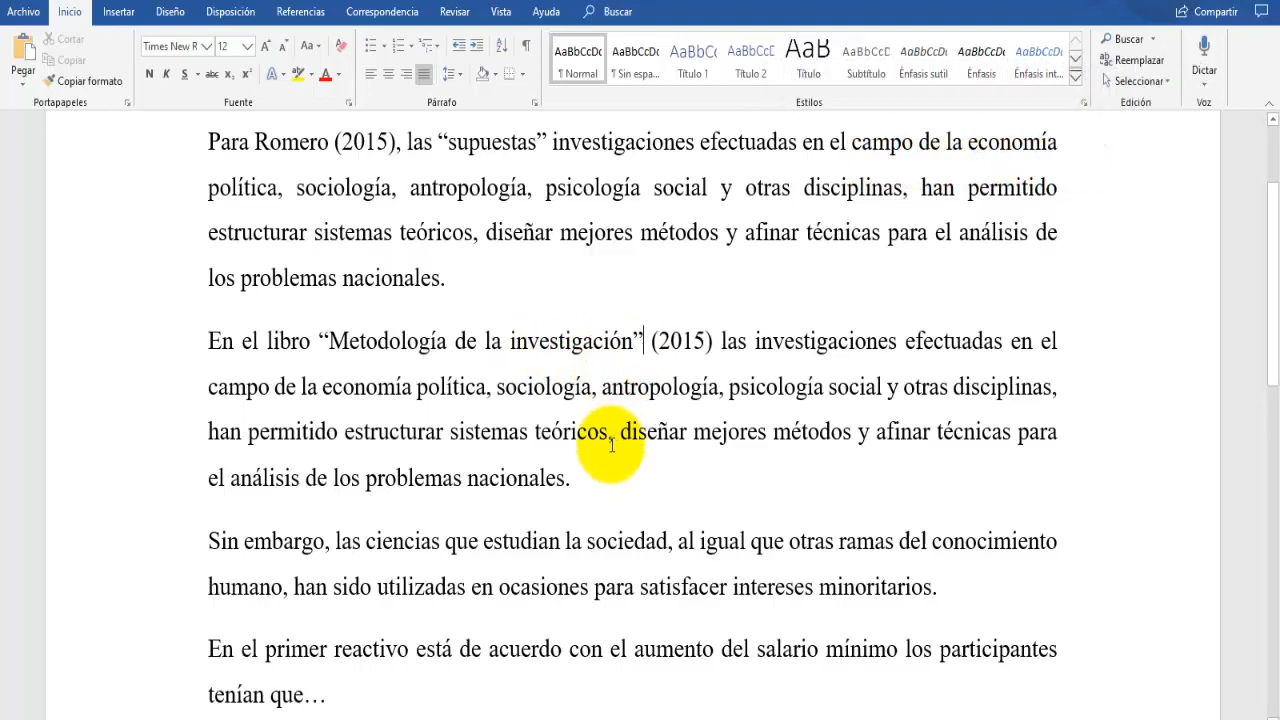 Archivo Inicio Insertar Diseño Disposición Referencias Correspondencia Revisar Vista Ayuda Buscar Compartir
Pegar
Cortar
Copiar
Copiar formato
Portapapeles
Times New R 12 Aa A
N K S abc x₂ x² A A
Fuente
Párrafo
AaBbCcDc AaBbCcDc AaBbC AaBbCcD AaB AaBbCcD AaBbCcDc AaBbCcDc AaBbCcDc
¶ Normal ¶ Sin espa... Título 1 Título 2 Título Subtítulo Énfasis sutil Énfasis Énfasis int...
Estilos
Buscar
Reemplazar
Seleccionar
Edición
Dictar
Voz
Para Romero (2015), las “supuestas” investigaciones efectuadas en el campo de la economía
política, sociología, antropología, psicología social y otras disciplinas, han permitido
estructurar sistemas teóricos, diseñar mejores métodos y afinar técnicas para el análisis de
los problemas nacionales.
En el libro “Metodología de la investigación” (2015) las investigaciones efectuadas en el
campo de la economía política, sociología, antropología, psicología social y otras disciplinas,
han permitido estructurar sistemas teóricos, diseñar mejores métodos y afinar técnicas para
el análisis de los problemas nacionales.
Sin embargo, las ciencias que estudian la sociedad, al igual que otras ramas del conocimiento
humano, han sido utilizadas en ocasiones para satisfacer intereses minoritarios.
En el primer reactivo está de acuerdo con el aumento del salario mínimo los participantes
tenían que…